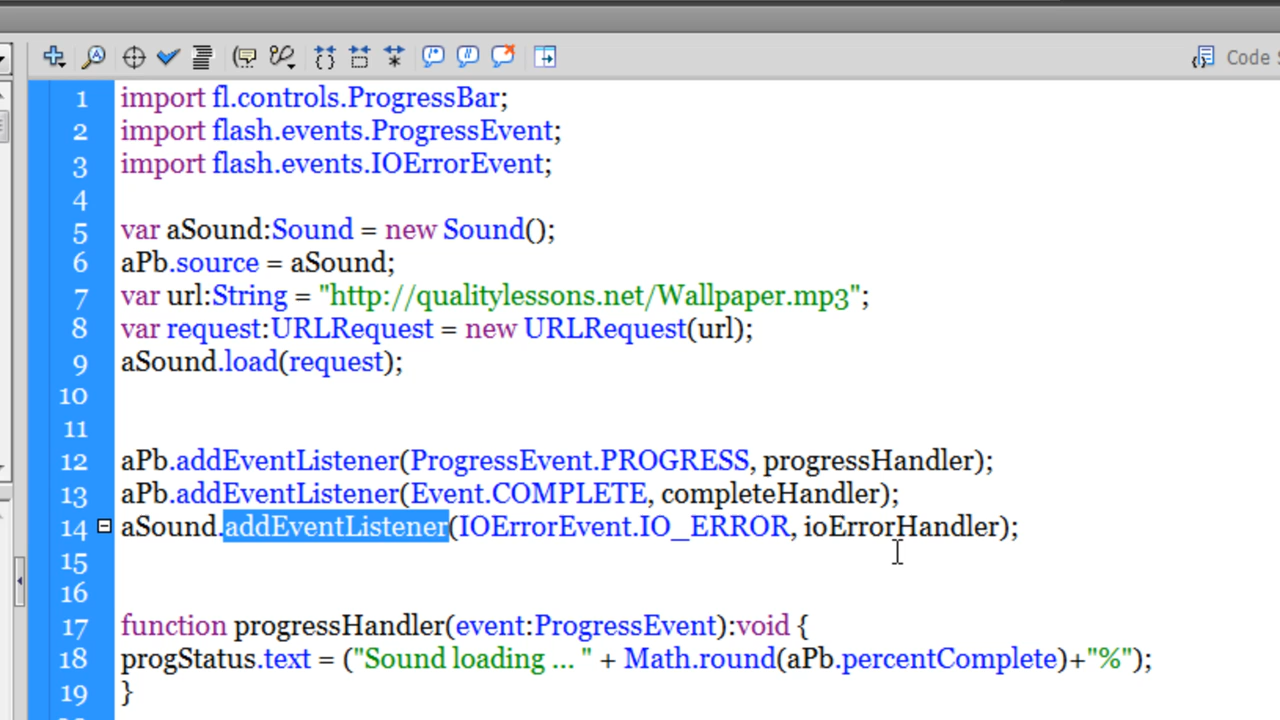 Code
1 import fl.controls.ProgressBar;
2 import flash.events.ProgressEvent;
3 import flash.events.IOErrorEvent;
4
5 var aSound:Sound = new Sound();
6 aPb.source = aSound;
7 var url:String = "http://qualitylessons.net/Wallpaper.mp3";
8 var request:URLRequest = new URLRequest(url);
9 aSound.load(request);
10
11
12 aPb.addEventListener(ProgressEvent.PROGRESS, progressHandler);
13 aPb.addEventListener(Event.COMPLETE, completeHandler);
14 aSound.addEventListener(IOErrorEvent.IO_ERROR, ioErrorHandler);
15
16
17 function progressHandler(event:ProgressEvent):void {
18 progStatus.text = ("Sound loading ... " + Math.round(aPb.percentComplete)+"%");
19 }